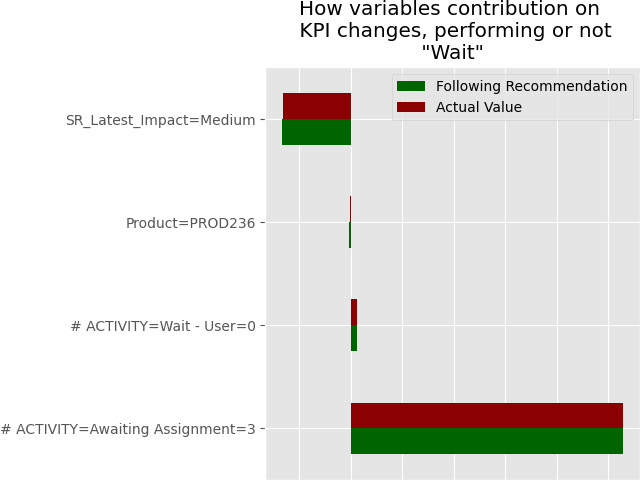 How variables contribution on
KPI changes, performing or not
"Wait"
Following Recommendation
Actual Value
SR_Latest_Impact=Medium
Product=PROD236
# ACTIVITY=Wait - User=0
# ACTIVITY=Awaiting Assignment=3